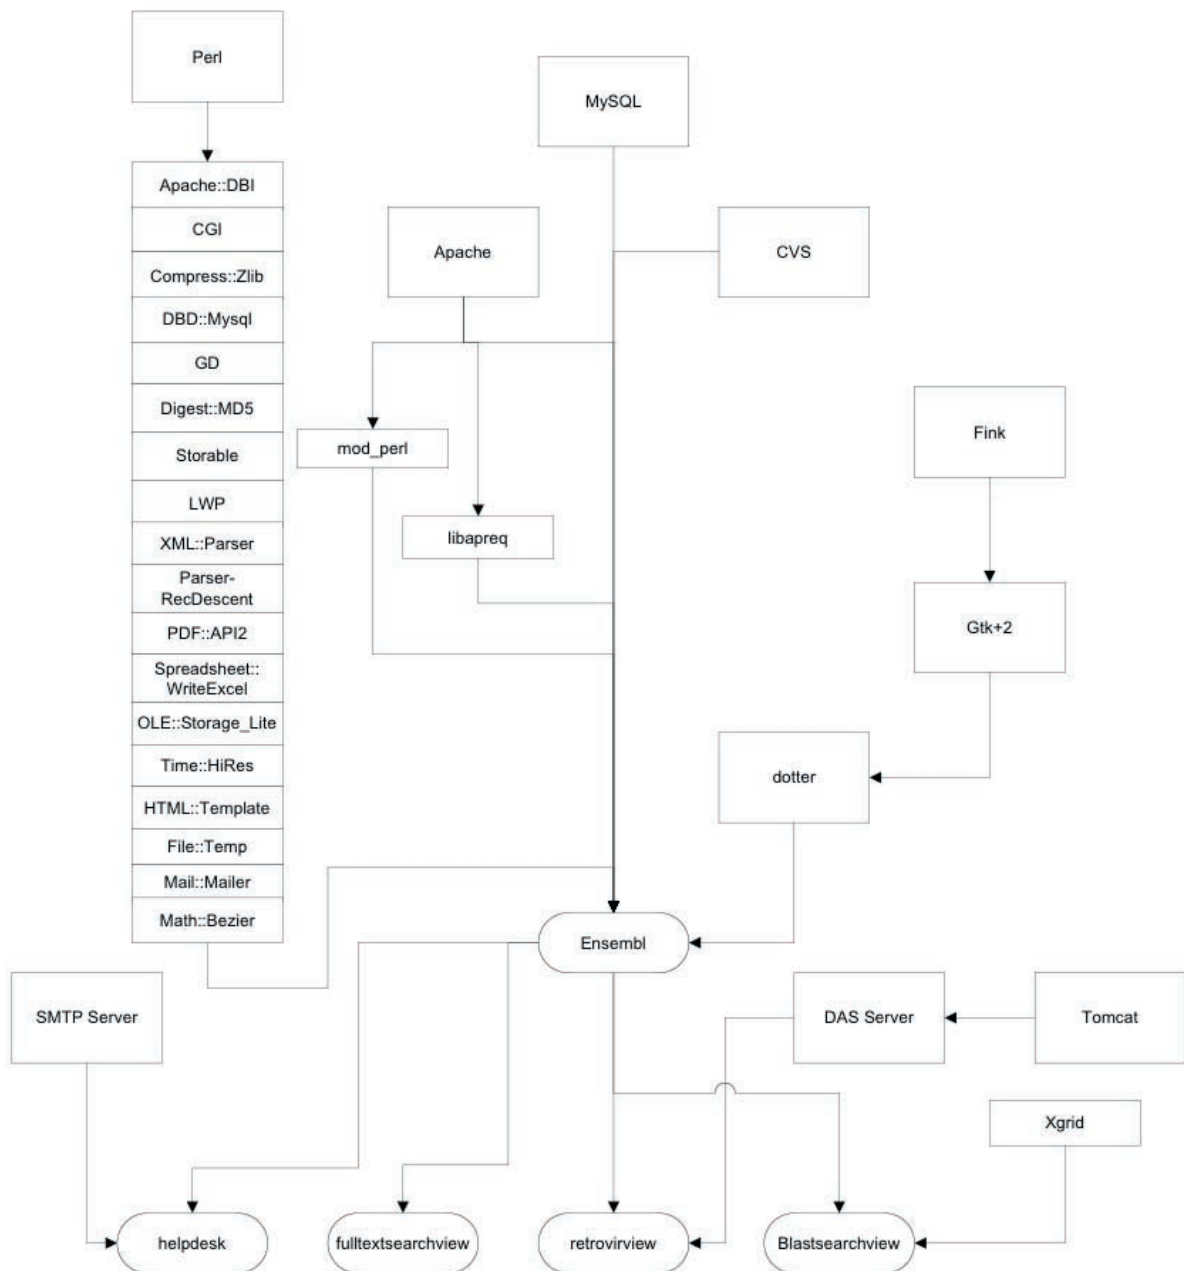 Perl
MySQL
Apache::DBI
CGI
Compress::Zlib
DBD::Mysql
GD
Digest::MD5
Storable
LWP
XML::Parser
Parser-
RecDescent
PDF::API2
Spreadsheet::
WriteExcel
OLE::Storage_Lite
Time::HiRes
HTML::Template
File::Temp
Mail::Mailer
Math::Bezier
Apache
CVS
mod_perl
libapreq
Fink
Gtk+2
dotter
Ensembl
SMTP Server
DAS Server
Tomcat
Xgrid
helpdesk
fulltextsearchview
retrovirview
Blastsearchview